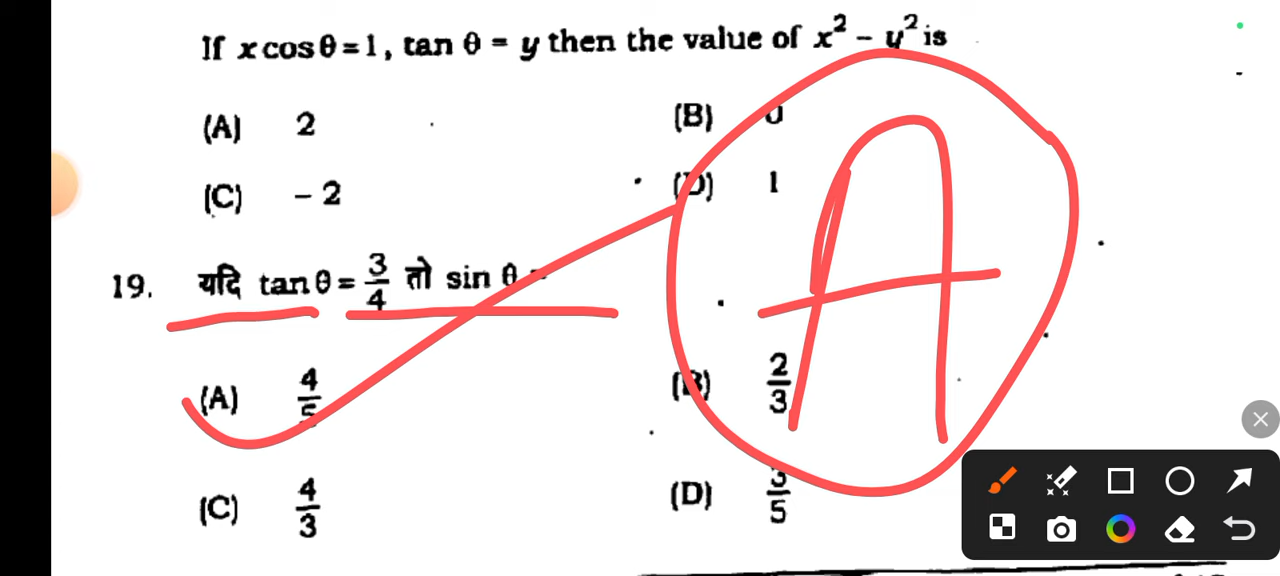 If x cos θ = 1, tan θ = y then the value of x² – y² is
(A) 2 (B) 0
(C) – 2 (D) 1
19. यदि tan θ = 3/4 तो sin θ =
(A) 4/5 (B) 2/3
(C) 4/3 (D) 3/5
A